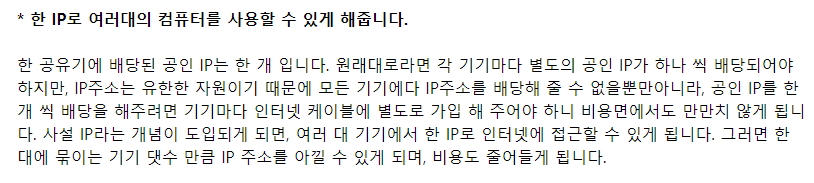 * 한 IP로 여러대의 컴퓨터를 사용할 수 있게 해줍니다.
한 공유기에 배당된 공인 IP는 한 개 입니다. 원래대로라면 각 기기마다 별도의 공인 IP가 하나 씩 배당되어야
하지만, IP주소는 유한한 자원이기 때문에 모든 기기에다 IP주소를 배당해 줄 수 없을뿐만아니라, 공인 IP를 한
개 씩 배당을 해주려면 기기마다 인터넷 케이블에 별도로 가입 해 주어야 하니 비용면에서도 만만치 않게 됩니
다. 사설 IP라는 개념이 도입되게 되면, 여러 대 기기에서 한 IP로 인터넷에 접근할 수 있게 됩니다. 그러면 한
대에 묶이는 기기 댓수 만큼 IP 주소를 아낄 수 있게 되며, 비용도 줄어들게 됩니다.